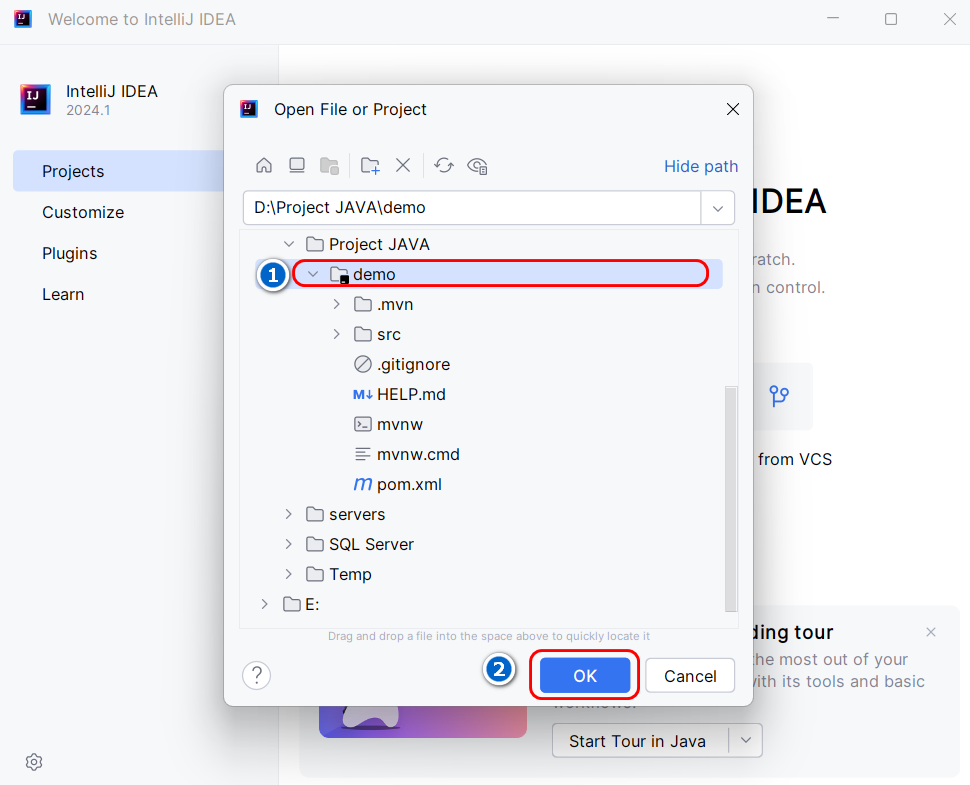 Welcome to IntelliJ IDEA
IntelliJ IDEA
2024.1
Projects
Customize
Plugins
Learn
Open File or Project
Hide path
D:\Project JAVA\demo
Project JAVA
1
demo
.mvn
src
.gitignore
M↓ HELP.md
mvnw
mvnw.cmd
m pom.xml
servers
SQL Server
Temp
E:
Drag and drop a file into the space above to quickly locate it
2
?
OK
Cancel
IDEA
control.
from VCS
tour
the most out of your
with its tools and basic
Start Tour in Java